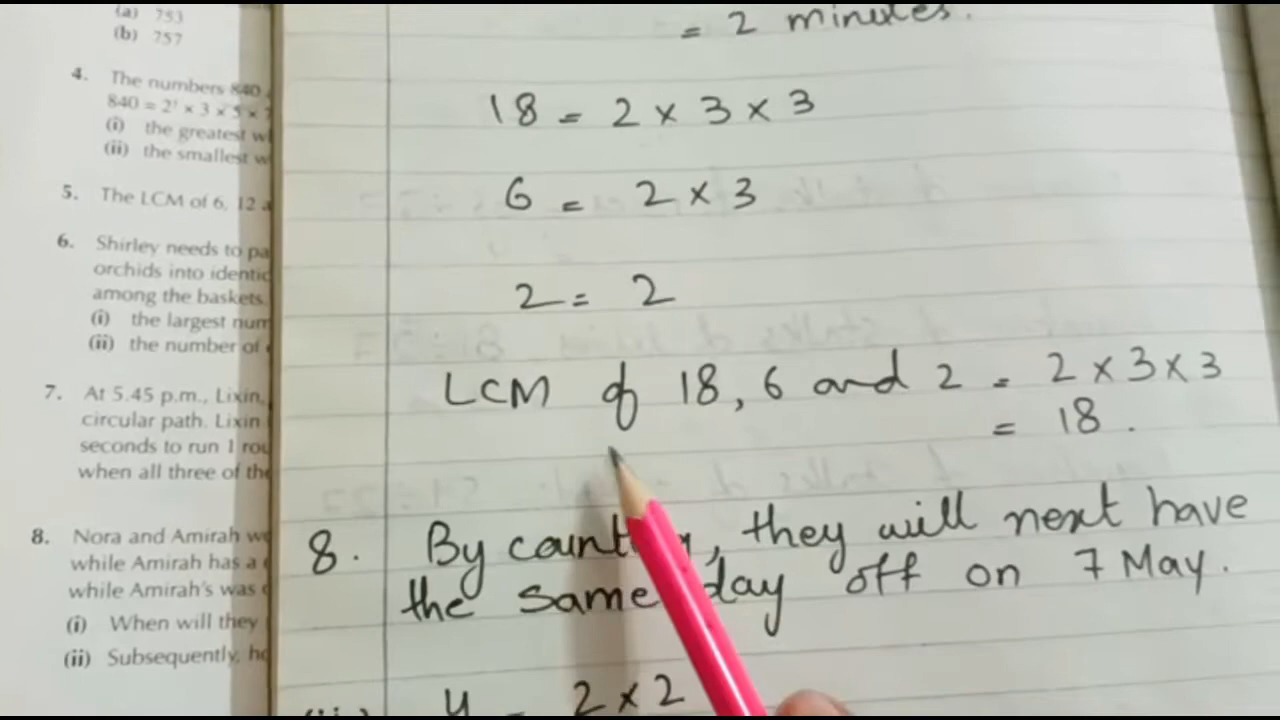 (a) 753
(b) 757
4. The numbers 840
840 = 2³ × 3 × 5 × 7
(i) the greatest
(ii) the smallest
5. The LCM of 6, 12
6. Shirley needs to
orchids into
among the baskets.
(i) the largest
(ii) the number of
7. At 5.45 p.m., Lixin,
circular path. Lixin
seconds to run 1
when all three of
8. Nora and Amirah
while Amirah has a
while Amirah's was
(i) When will they
(ii) Subsequently,
= 2 minutes.
18 = 2 × 3 × 3
6 = 2 × 3
2 = 2
LCM of 18, 6 and 2 = 2 × 3 × 3
= 18.
8. By, they will next have
the same day off on 7 May.
4 = 2 × 2